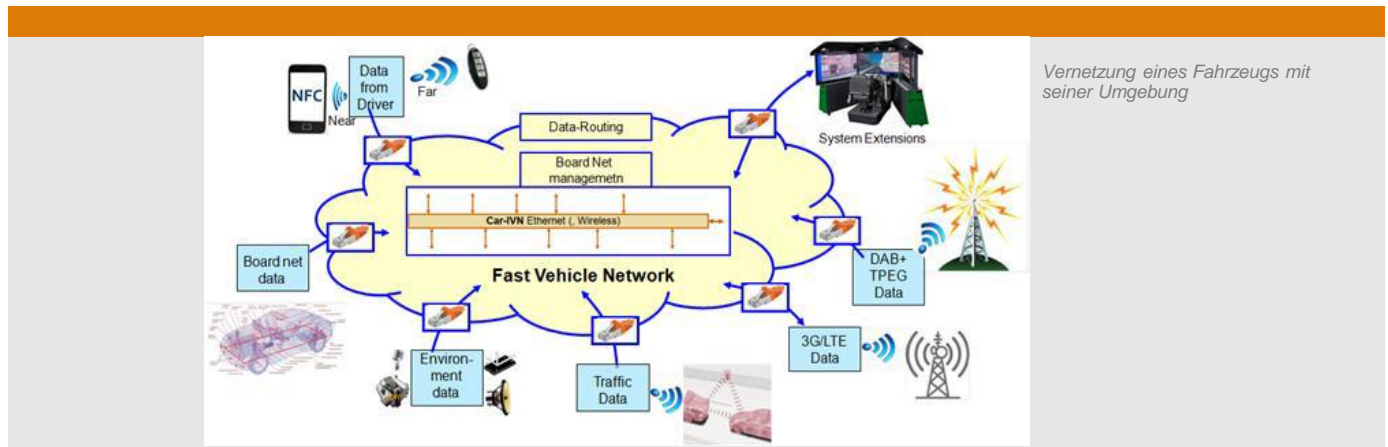 NFC
Near
Data
from
Driver
Far
Data-Routing
Board Net
managemetn
Car-IVN Ethernet (, Wireless)
Fast Vehicle Network
System Extensions
Board net
data
DAB+
TPEG
Data
3G/LTE
Data
Environ-
ment
data
Traffic
Data
Vernetzung eines Fahrzeugs mit
seiner Umgebung